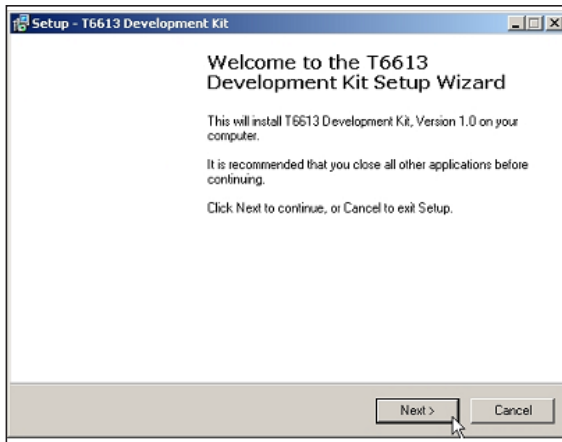 Setup - T6613 Development Kit
Welcome to the T6613
Development Kit Setup Wizard
This will install T6613 Development Kit, Version 1.0 on your
computer.
It is recommended that you close all other applications before
continuing.
Click Next to continue, or Cancel to exit Setup.
Next >
Cancel